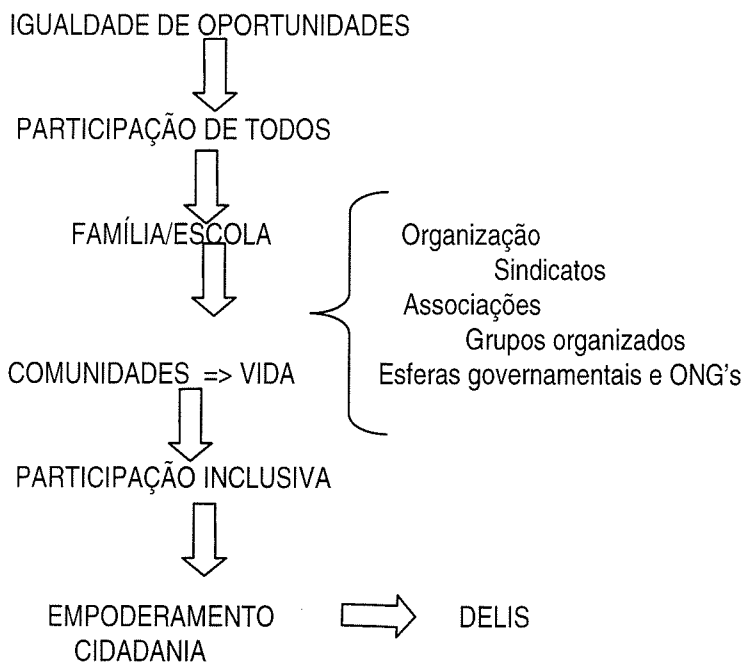 IGUALDADE DE OPORTUNIDADES
PARTICIPAÇÃO DE TODOS
FAMÍLIA/ESCOLA
Organização
Sindicatos
Associações
Grupos organizados
Esferas governamentais e ONG's
COMUNIDADES => VIDA
PARTICIPAÇÃO INCLUSIVA
EMPODERAMENTO
CIDADANIA
DELIS